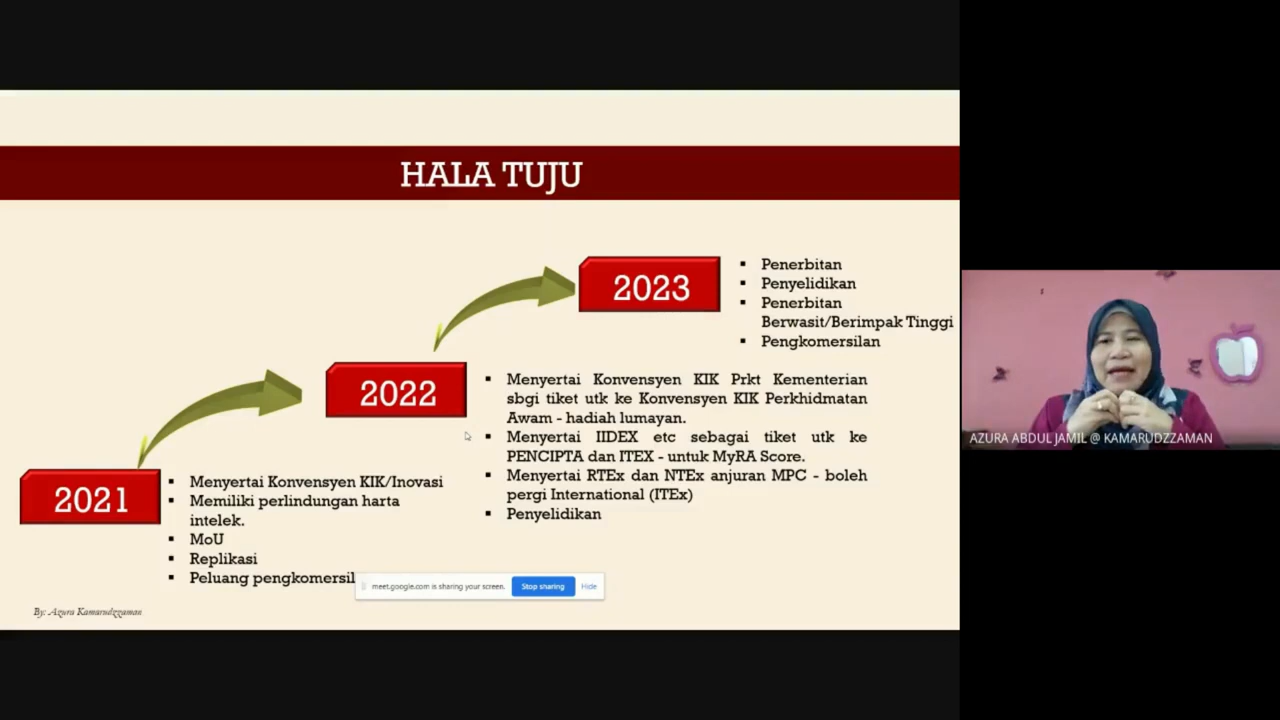 HALA TUJU
2023
Penerbitan
Penyelidikan
Penerbitan
Berwasit/Berimpak Tinggi
Pengkomersilan
2022
Menyertai Konvensyen KIK Prkt Kementerian
sbgi tiket utk ke Konvensyen KIK Perkhidmatan
Awam - hadiah lumayan.
Menyertai IIDEX etc sebagai tiket utk ke
PENCIPTA dan ITEX - untuk MyRA Score.
Menyertai RTEx dan NTEx anjuran MPC - boleh
pergi International (ITEx)
Penyelidikan
2021
Menyertai Konvensyen KIK/Inovasi
Memiliki perlindungan harta
intelek.
MoU
Replikasi
Peluang pengkomersil
meet.google.com is sharing your screen.
Stop sharing
Hide
By: Azura Kamarudzzaman
AZURA ABDUL JAMIL @ KAMARUDZZAMAN